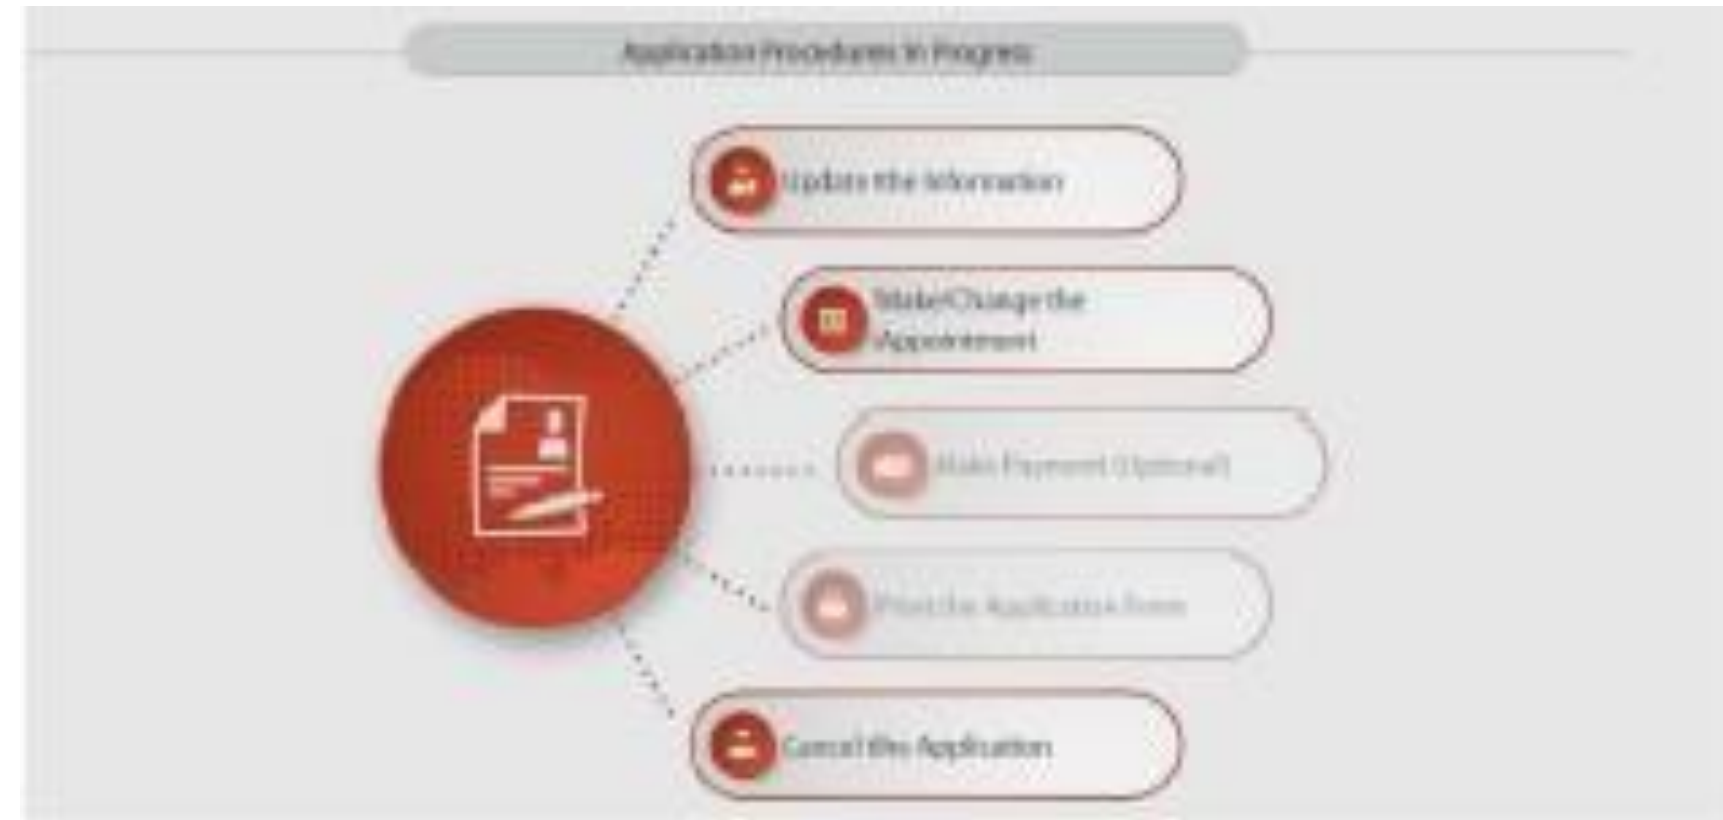 Application Procedures In Progress
Update the Information
Make/Change the
Appointment
Make Payment (Optional)
Print the Application Form
Cancel the Application